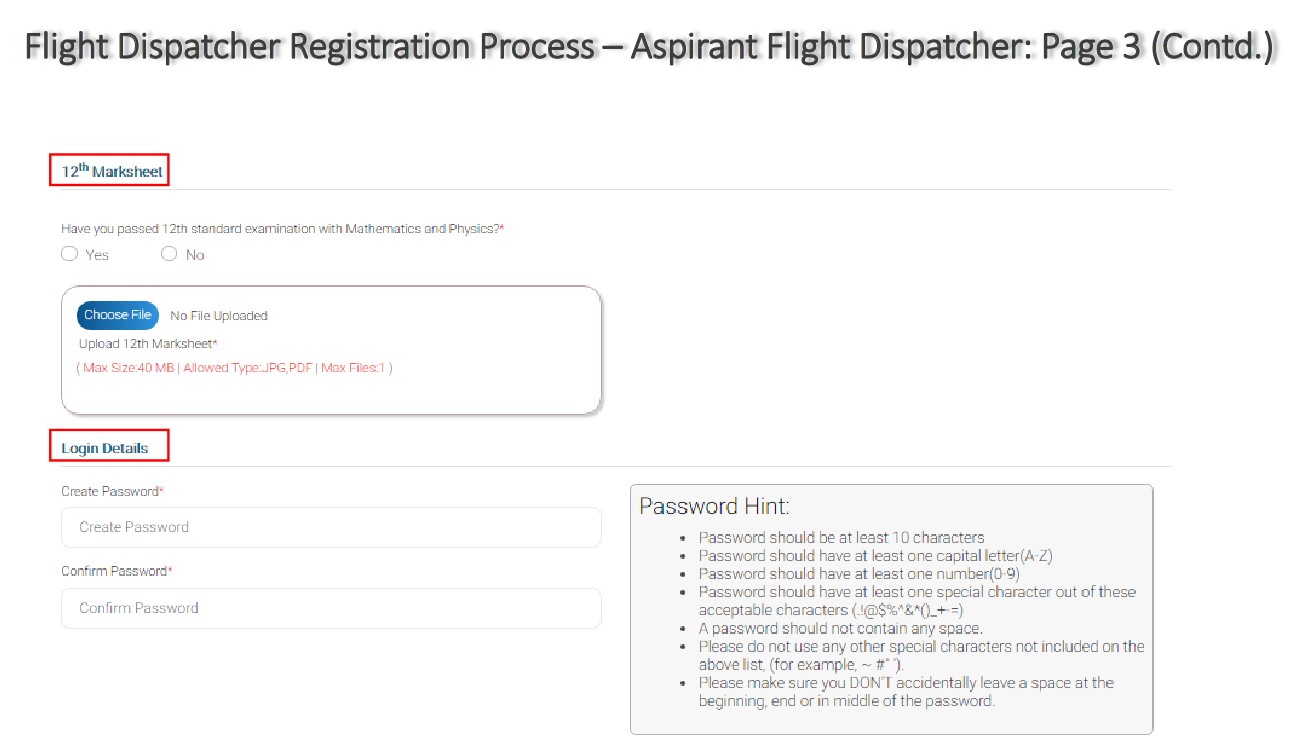 Flight Dispatcher Registration Process – Aspirant Flight Dispatcher: Page 3 (Contd.)
12th Marksheet
Have you passed 12th standard examination with Mathematics and Physics?*
Yes No
Choose File No File Uploaded
Upload 12th Marksheet*
( Max Size:40 MB | Allowed Type:JPG,PDF | Max Files:1 )
Login Details
Create Password*
Create Password
Confirm Password*
Confirm Password
Password Hint:
• Password should be at least 10 characters
• Password should have at least one capital letter(A-Z)
• Password should have at least one number(0-9)
• Password should have at least one special character out of these
acceptable characters (.!@$%^&*()_+-=)
• A password should not contain any space.
• Please do not use any other special characters not included on the
above list, (for example, ~ #" ").
• Please make sure you DON'T accidentally leave a space at the
beginning, end or in middle of the password.